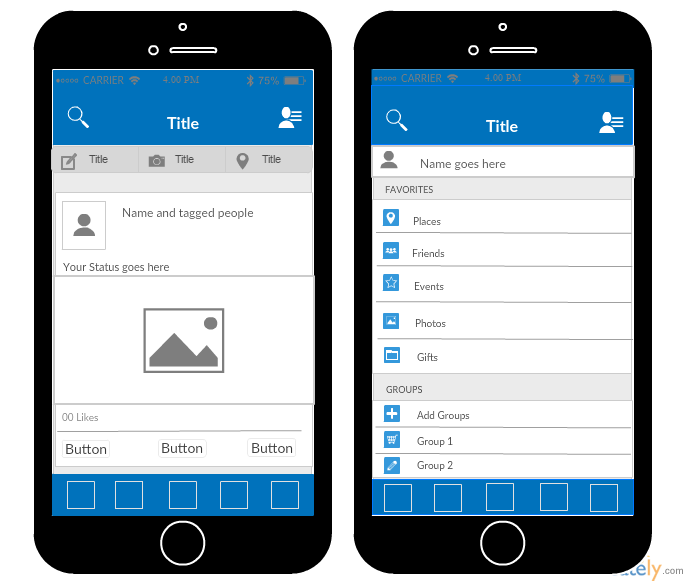 CARRIER 4.00 PM 75%
Title
Title Title Title
Name and tagged people
Your Status goes here
00 Likes
Button Button Button
CARRIER 4.00 PM 75%
Title
Name goes here
FAVORITES
Places
Friends
Events
Photos
Gifts
GROUPS
Add Groups
Group 1
Group 2
ately.com